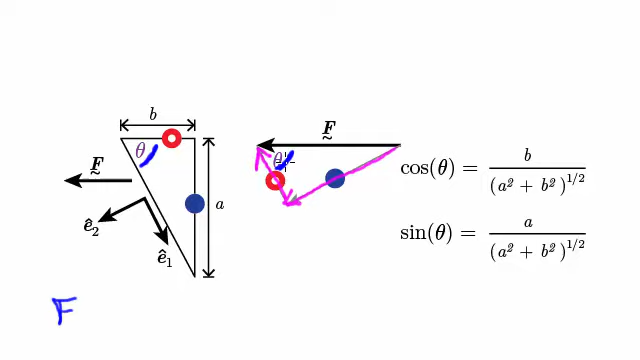 b
θ
F
a
ê₂
ê₁
F
F
θ
cos(θ) = b / (a² + b²)^1/2
sin(θ) = a / (a² + b²)^1/2